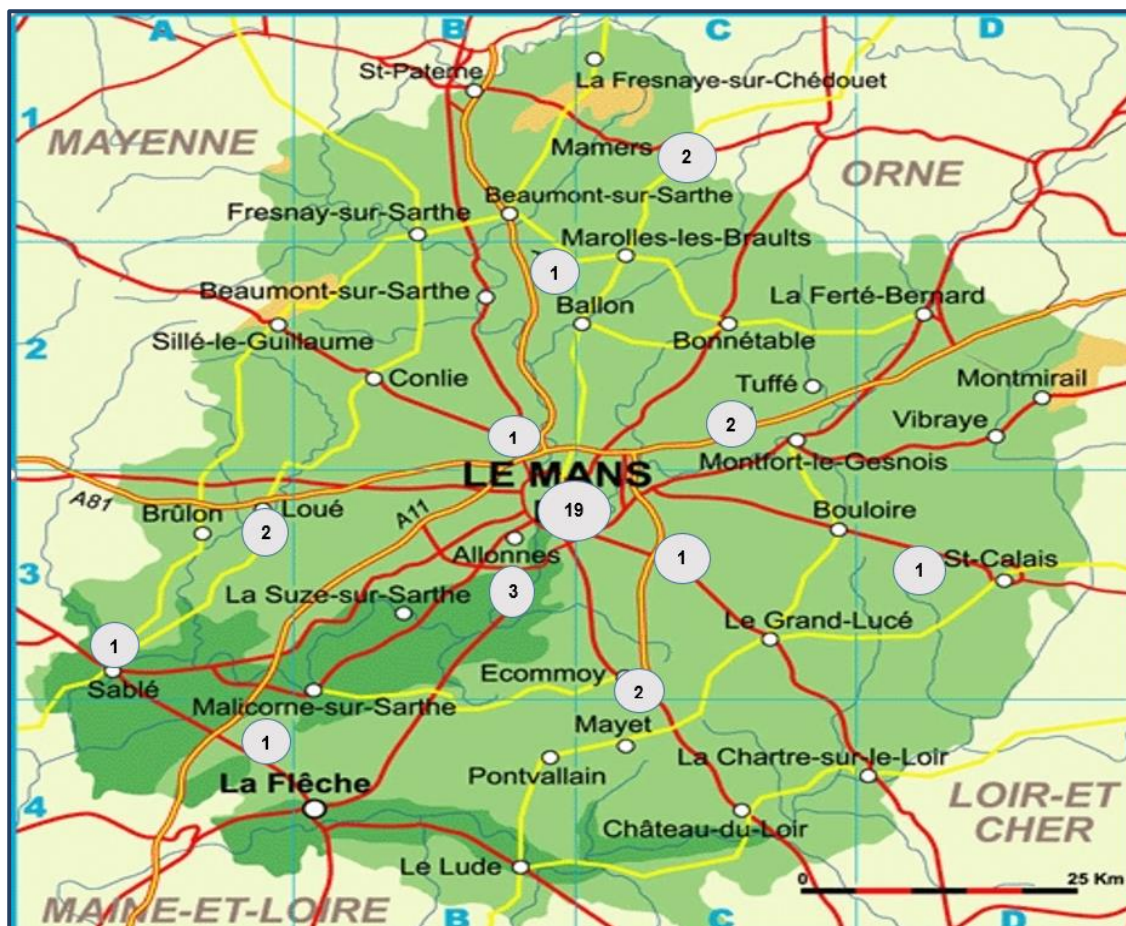 A
B
C
D
St-Paterne
La Fresnaye-sur-Chédouet
1
MAYENNE
Mamers
2
ORNE
Beaumont-sur-Sarthe
Fresnay-sur-Sarthe
Marolles-les-Braults
1
Beaumont-sur-Sarthe
Ballon
La Ferté-Bernard
2
Sillé-le-Guillaume
Bonnétable
Conlie
Tuffé
Montmirail
1
2
Vibraye
LE MANS
Montfort-le-Gesnois
A81
Brûlon
Loué
A11
19
Bouloire
2
Allonnes
1
1
St-Calais
3
La Suze-sur-Sarthe
3
Le Grand-Lucé
1
Sablé
Ecommoy
2
Malicorne-sur-Sarthe
1
Mayet
La Flêche
Pontvallain
La Chartre-sur-le-Loir
4
LOIR-ET
CHER
Château-du-Loir
Le Lude
0
25 Km
MAINE-ET-LOIRE
B
C
D